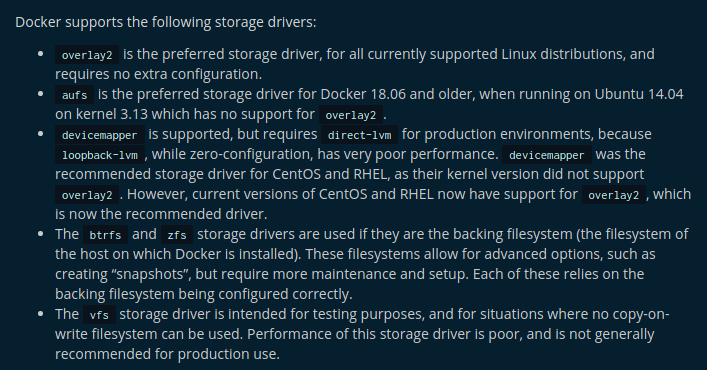 Docker supports the following storage drivers:
• overlay2 is the preferred storage driver, for all currently supported Linux distributions, and
requires no extra configuration.
• aufs is the preferred storage driver for Docker 18.06 and older, when running on Ubuntu 14.04
on kernel 3.13 which has no support for overlay2 .
• devicemapper is supported, but requires direct-lvm for production environments, because
loopback-lvm , while zero-configuration, has very poor performance. devicemapper was the
recommended storage driver for CentOS and RHEL, as their kernel version did not support
overlay2 . However, current versions of CentOS and RHEL now have support for overlay2 , which
is now the recommended driver.
• The btrfs and zfs storage drivers are used if they are the backing filesystem (the filesystem of
the host on which Docker is installed). These filesystems allow for advanced options, such as
creating “snapshots”, but require more maintenance and setup. Each of these relies on the
backing filesystem being configured correctly.
• The vfs storage driver is intended for testing purposes, and for situations where no copy-on-
write filesystem can be used. Performance of this storage driver is poor, and is not generally
recommended for production use.